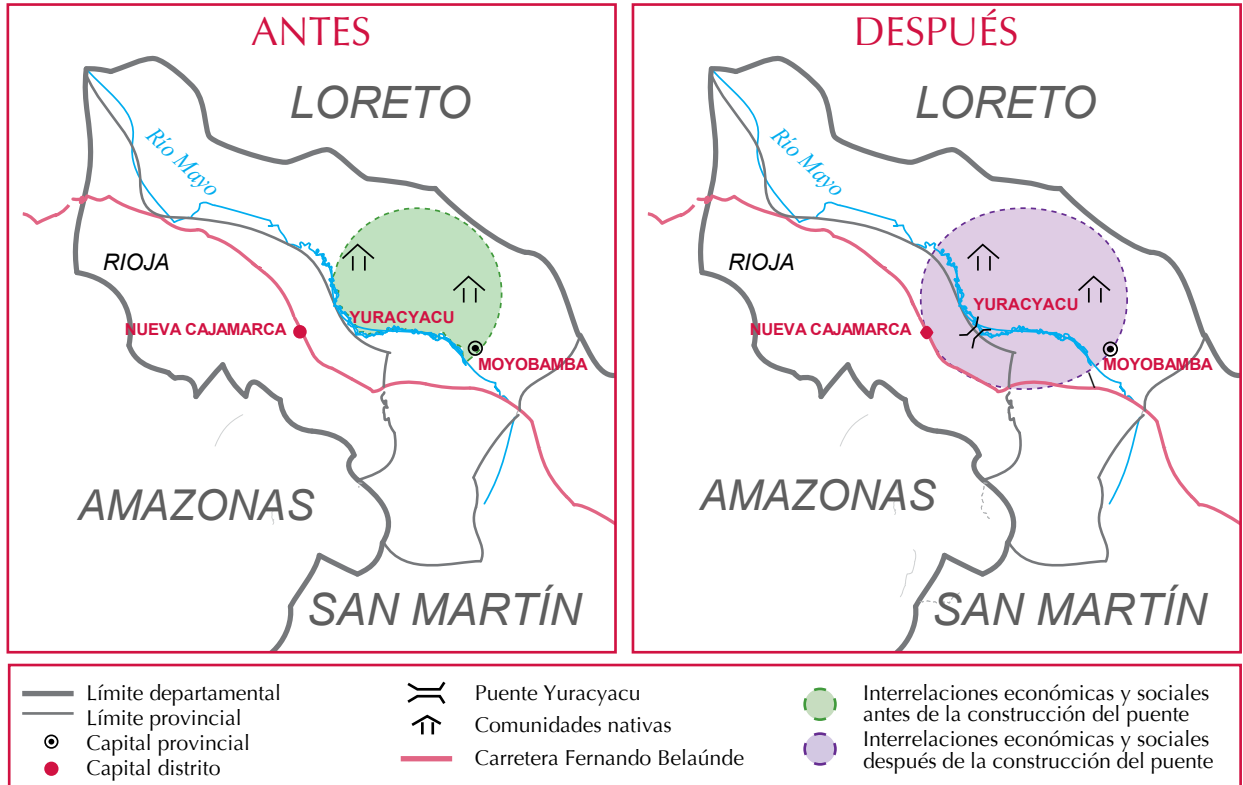 ANTES
LORETO
Río Mayo
RIOJA
YURACYACU
NUEVA CAJAMARCA
MOYOBAMBA
AMAZONAS
SAN MARTÍN
DESPUÉS
LORETO
Río Mayo
RIOJA
YURACYACU
NUEVA CAJAMARCA
MOYOBAMBA
AMAZONAS
SAN MARTÍN
Límite departamental
Límite provincial
Capital provincial
Capital distrito
Puente Yuracyacu
Comunidades nativas
Carretera Fernando Belaúnde
Interrelaciones económicas y sociales
antes de la construcción del puente
Interrelaciones económicas y sociales
después de la construcción del puente